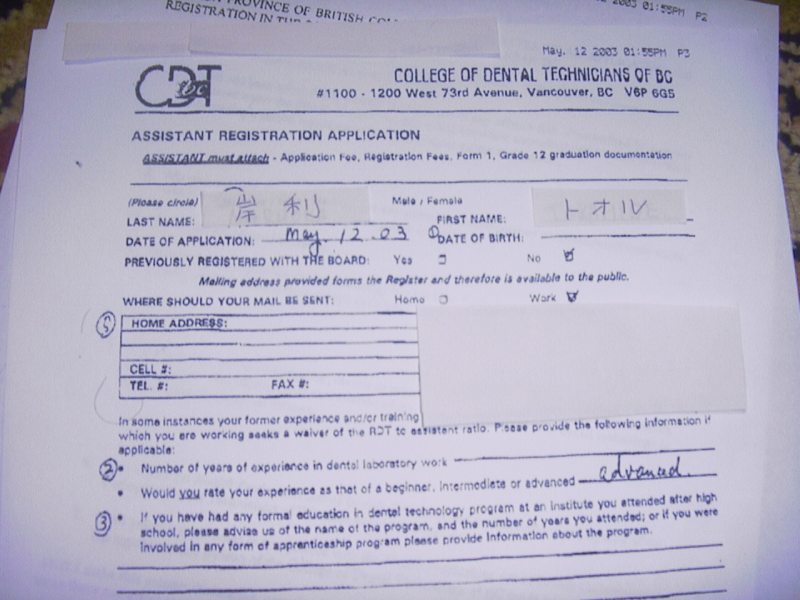 PROVINCE OF BRITISH
REGISTRATION IN THE
2003 01:55PM P2
May. 12 2003 01:55PM P3
CDT
COLLEGE OF DENTAL TECHNICIANS OF BC
#1100 - 1200 West 73rd Avenue, Vancouver, BC V6P 6G5
ASSISTANT REGISTRATION APPLICATION
ASSISTANT must attach - Application Fee, Registration Fees, Form 1, Grade 12 graduation documentation
(Please circle) Male / Female
LAST NAME: 岸 利 FIRST NAME: トオル
DATE OF APPLICATION: May. 12. 03 DATE OF BIRTH:
PREVIOUSLY REGISTERED WITH THE BOARD: Yes No
Mailing address provided forms the Register and therefore is available to the public.
WHERE SHOULD YOUR MAIL BE SENT: Home Work
HOME ADDRESS:
CELL #:
TEL. #: FAX #:
In some instances your former experience and/or training
which you are working seeks a waiver of the RDT to assistant ratio. Please provide the following information if
applicable:
② • Number of years of experience in dental laboratory work
• Would you rate your experience as that of a beginner, intermediate or advanced advanced.
③ • If you have had any formal education in dental technology program at an institute you attended after high
school, please advise us of the name of the program, and the number of years you attended; or if you were
involved in any form of apprenticeship program please provide information about the program.